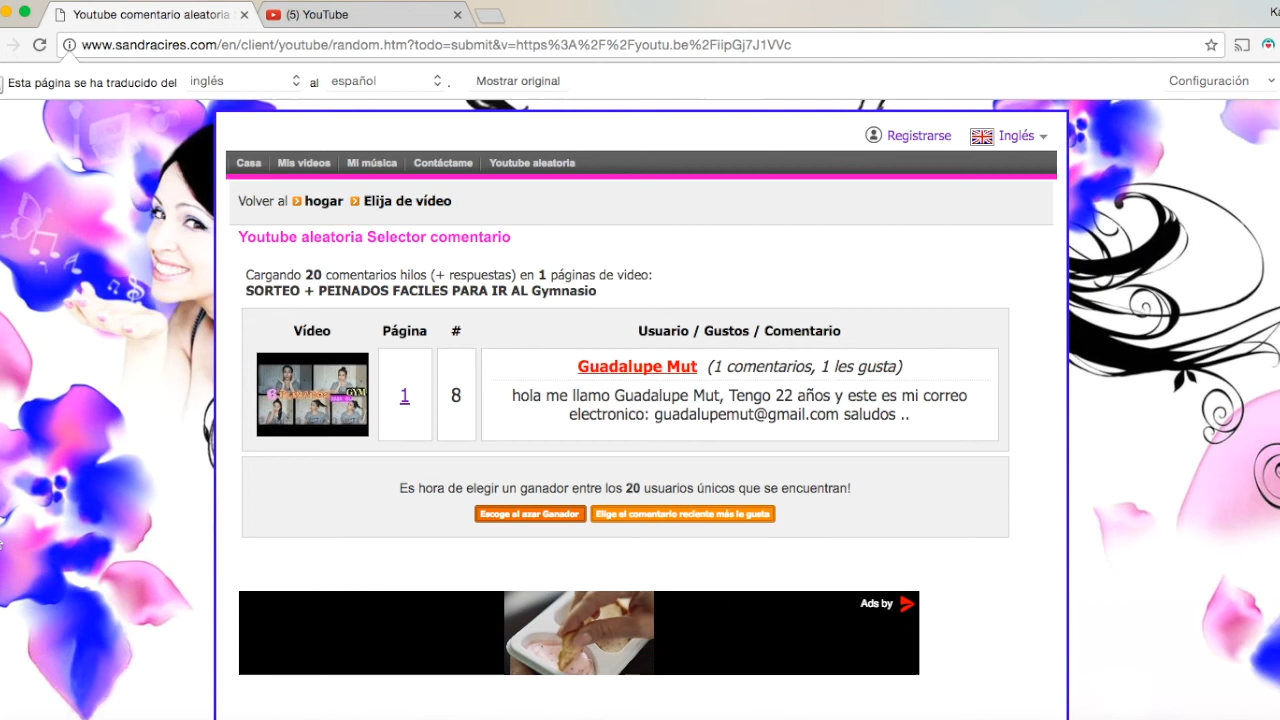 Youtube comentario aleatoria
(5) YouTube
www.sandracires.com/en/client/youtube/random.htm?todo=submit&v=https%3A%2F%2Fyoutu.be%2FiipGj7J1VVc
Esta página se ha traducido del inglés al español . Mostrar original Configuración
Registrarse Inglés
Casa Mis videos Mi música Contáctame Youtube aleatoria
Volver al hogar Elija de vídeo
Youtube aleatoria Selector comentario
Cargando 20 comentarios hilos (+ respuestas) en 1 páginas de video:
SORTEO + PEINADOS FACILES PARA IR AL Gymnasio
Vídeo Página # Usuario / Gustos / Comentario
Guadalupe Mut (1 comentarios, 1 les gusta)
1 8 hola me llamo Guadalupe Mut, Tengo 22 años y este es mi correo
electronico: guadalupemut@gmail.com saludos ..
Es hora de elegir un ganador entre los 20 usuarios únicos que se encuentran!
Escoge al azar Ganador Elige el comentario reciente más le gusta
Ads by